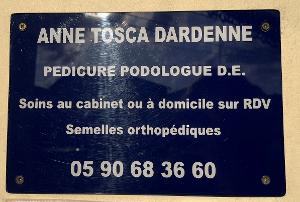 ANNE TOSCA DARDENNE
PEDICURE PODOLOGUE D.E.
Soins au cabinet ou à domicile sur RDV
Semelles orthopédiques
05 90 68 36 60